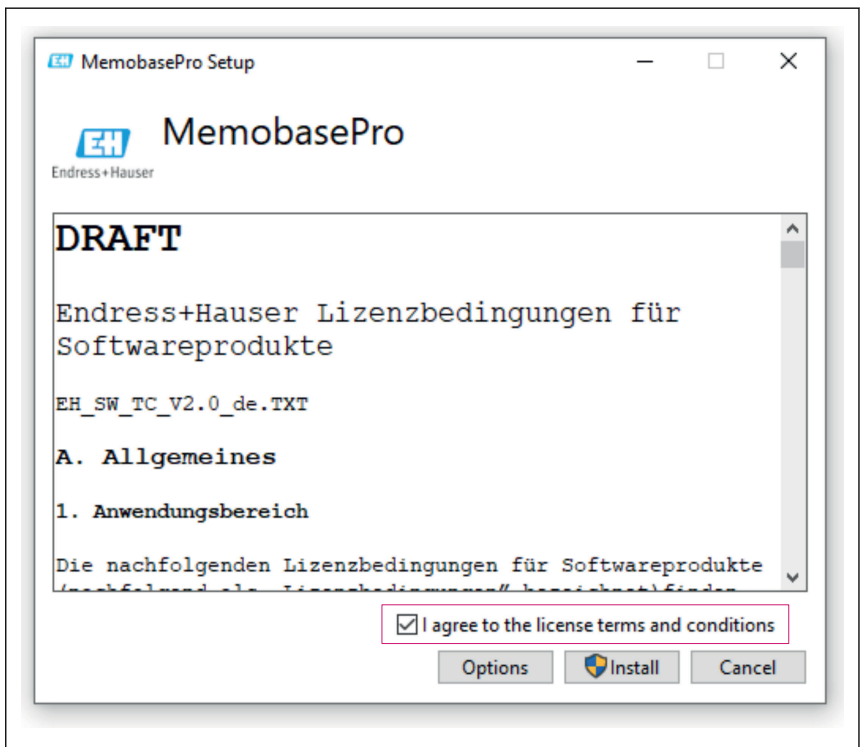 MemobasePro Setup
EH
MemobasePro
Endress+Hauser
DRAFT
Endress+Hauser Lizenzbedingungen für
Softwareprodukte
EH_SW_TC_V2.0_de.TXT
A. Allgemeines
1. Anwendungsbereich
Die nachfolgenden Lizenzbedingungen für Softwareprodukte
I agree to the license terms and conditions
Options Install Cancel